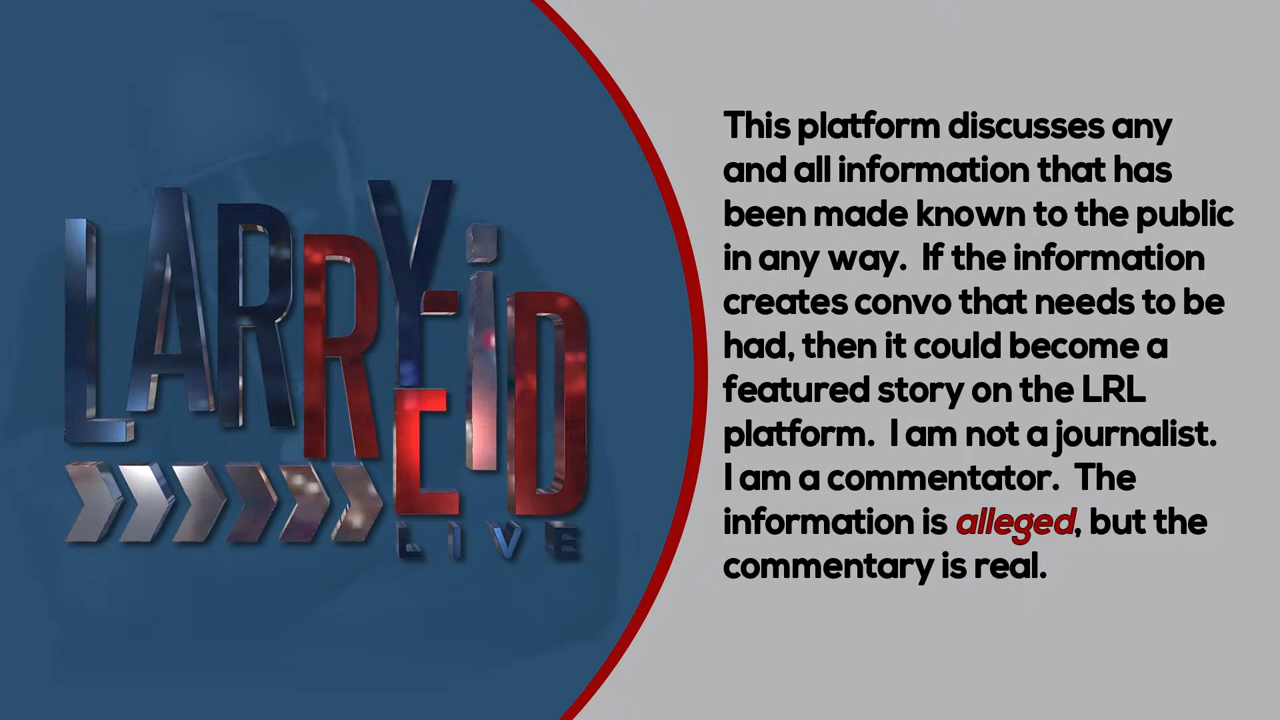 LARRY
REiD
LIVE
This platform discusses any
and all information that has
been made known to the public
in any way.  If the information
creates convo that needs to be
had, then it could become a
featured story on the LRL
platform.  I am not a journalist.
I am a commentator.  The
information is alleged, but the
commentary is real.